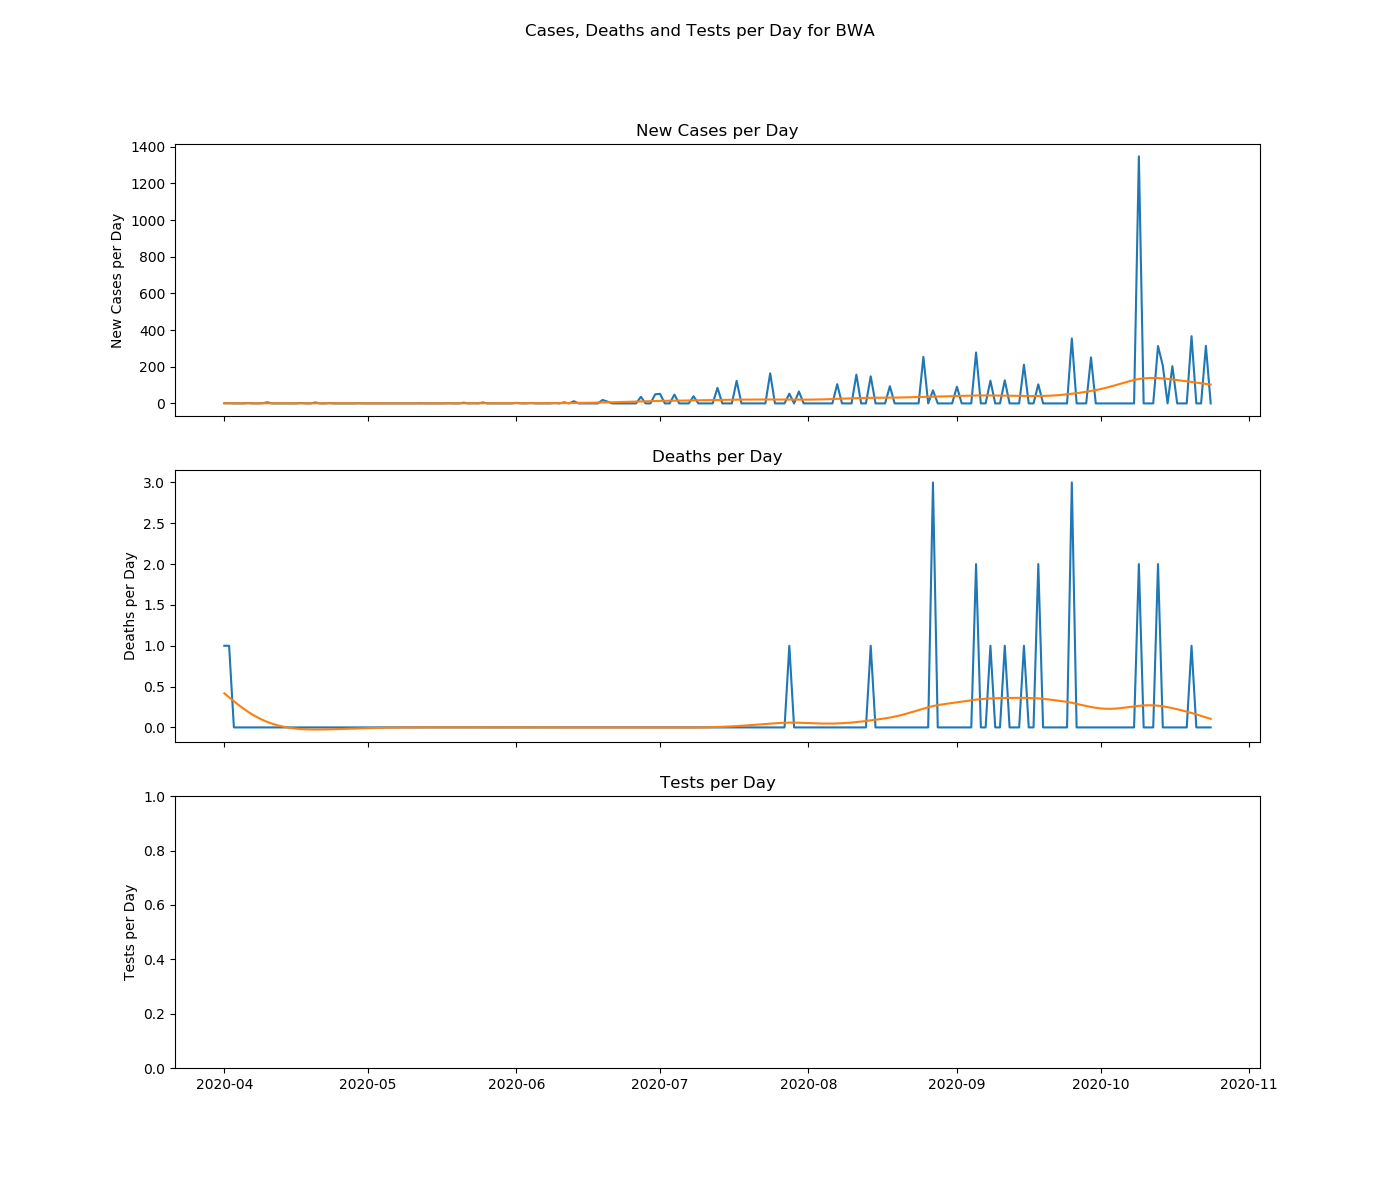 Cases, Deaths and Tests per Day for BWA
New Cases per Day
New Cases per Day
1400
1200
1000
800
600
400
200
0
Deaths per Day
Deaths per Day
3.0
2.5
2.0
1.5
1.0
0.5
0.0
Tests per Day
Tests per Day
1.0
0.8
0.6
0.4
0.2
0.0
2020-04 2020-05 2020-06 2020-07 2020-08 2020-09 2020-10 2020-11